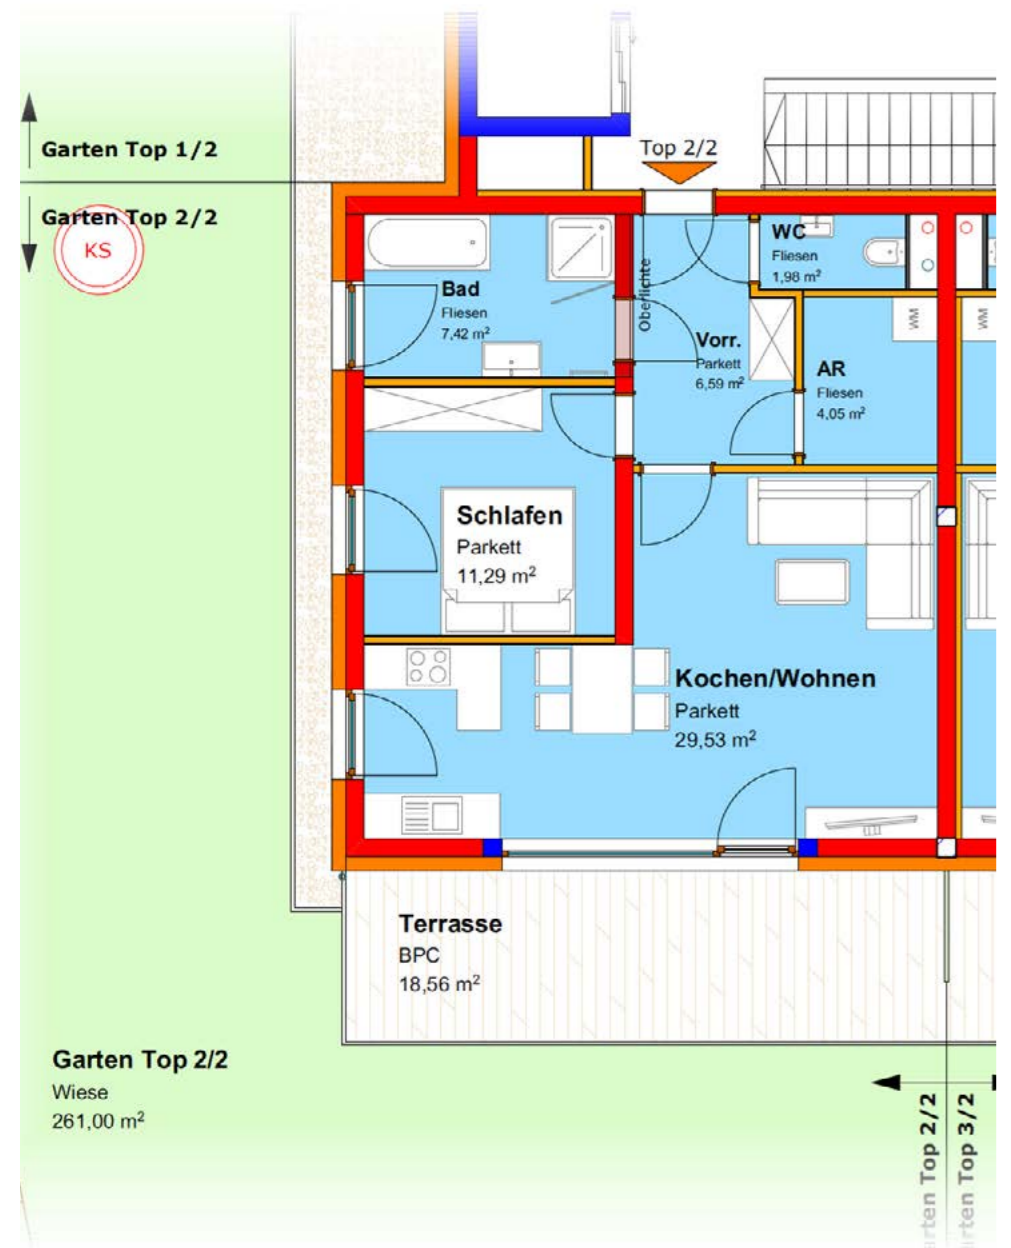 Top 2/2
Garten Top 1/2
Garten Top 2/2
KS
WC
Fliesen
1,98 m²
Bad
Fliesen
7,42 m²
Oberlichte
Vorr.
Parkett
6,59 m²
WM
WM
AR
Fliesen
4,05 m²
Schlafen
Parkett
11,29 m²
Kochen/Wohnen
Parkett
29,53 m²
Terrasse
BPC
18,56 m²
Garten Top 2/2
Wiese
261,00 m²
arten Top 2/2
arten Top 3/2